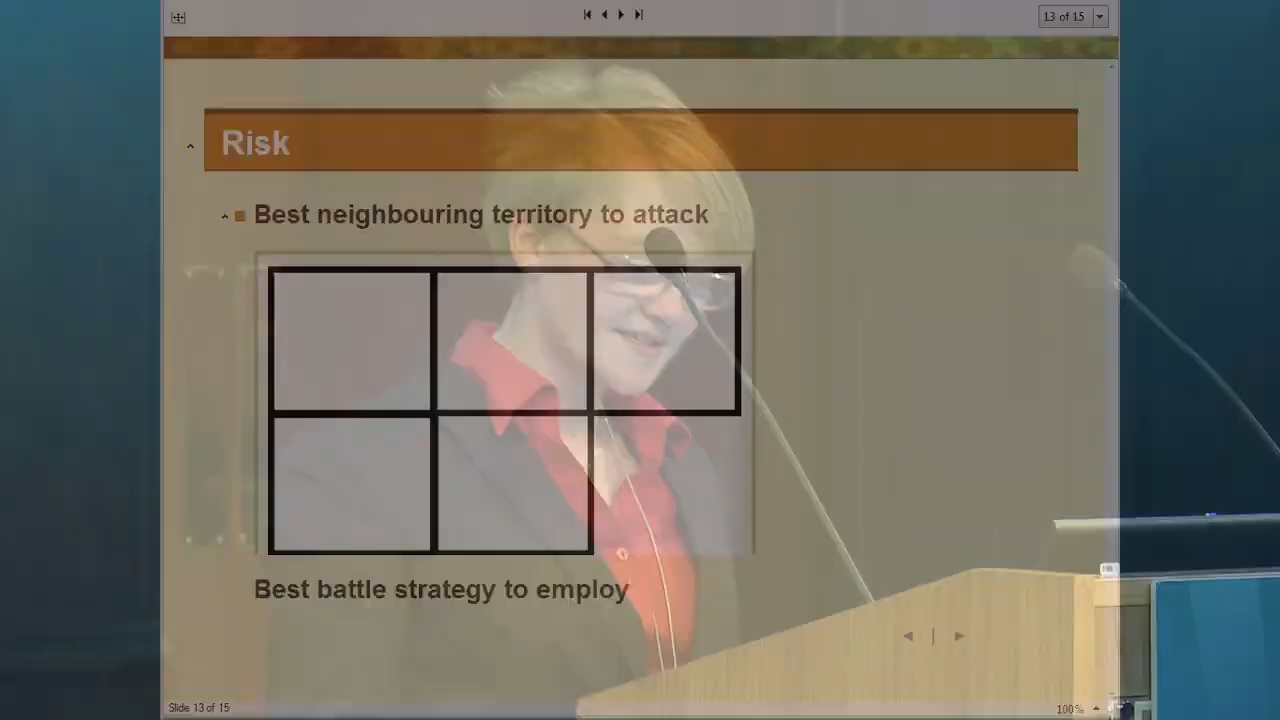 13 of 15
Risk
Best neighbouring territory to attack
Best battle strategy to employ
Slide 13 of 15
100%